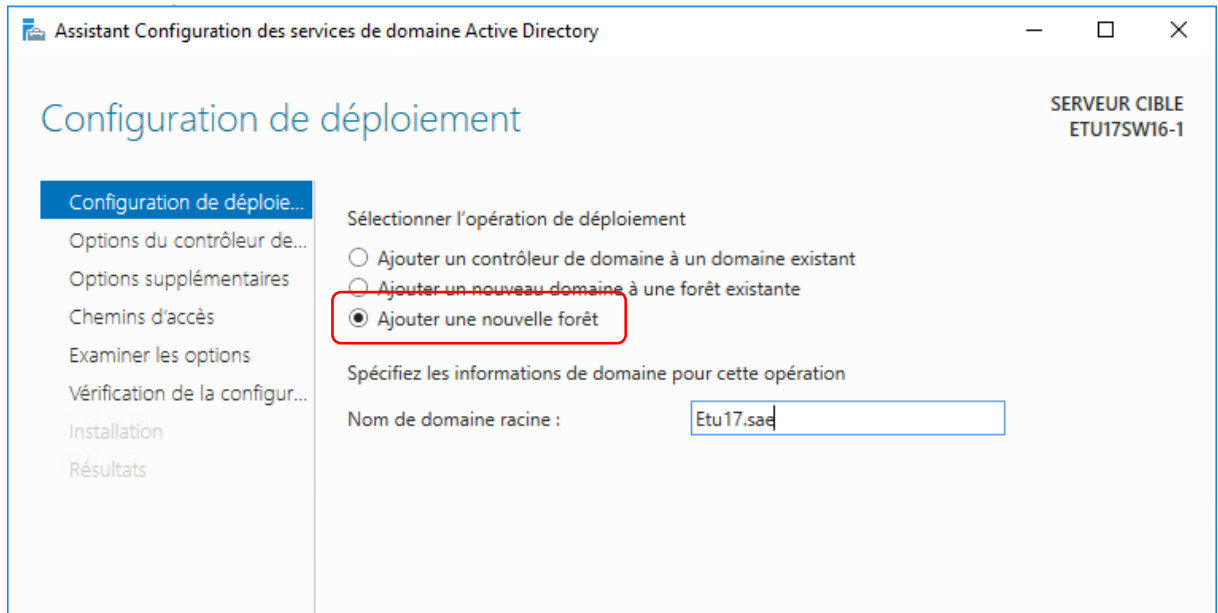 Assistant Configuration des services de domaine Active Directory
Configuration de déploiement
SERVEUR CIBLE
ETU17SW16-1
Configuration de déploie...
Options du contrôleur de...
Options supplémentaires
Chemins d'accès
Examiner les options
Vérification de la configur...
Installation
Résultats
Sélectionner l'opération de déploiement
Ajouter un contrôleur de domaine à un domaine existant
Ajouter un nouveau domaine à une forêt existante
Ajouter une nouvelle forêt
Spécifiez les informations de domaine pour cette opération
Nom de domaine racine :
Etu17.sae